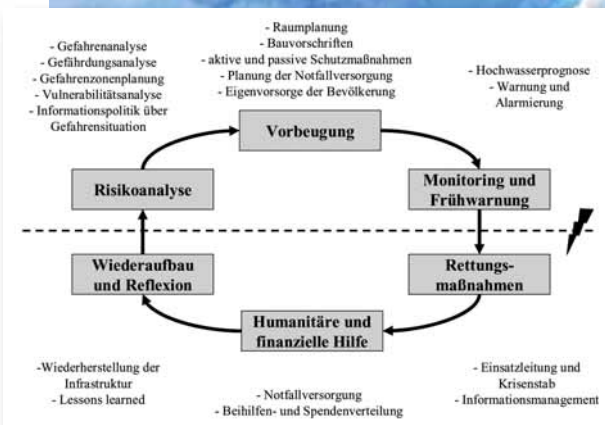 - Raumplanung
- Bauvorschriften
- aktive und passive Schutzmaßnahmen
- Planung der Notfallversorgung
- Eigenvorsorge der Bevölkerung
- Gefahrenanalyse
- Gefährdungsanalyse
- Gefahrenzonenplanung
- Vulnerabilitätsanalyse
- Informationspolitik über
Gefahrensituation
- Hochwasserprognose
- Warnung und
Alarmierung
Vorbeugung
Risikoanalyse
Monitoring und
Frühwarnung
Wiederaufbau
und Reflexion
Rettungs-
maßnahmen
Humanitäre und
finanzielle Hilfe
-Wiederherstellung der
Infrastruktur
- Lessons learned
- Notfallversorgung
- Beihilfen- und Spendenverteilung
- Einsatzleitung und
Krisenstab
- Informationsmanagement